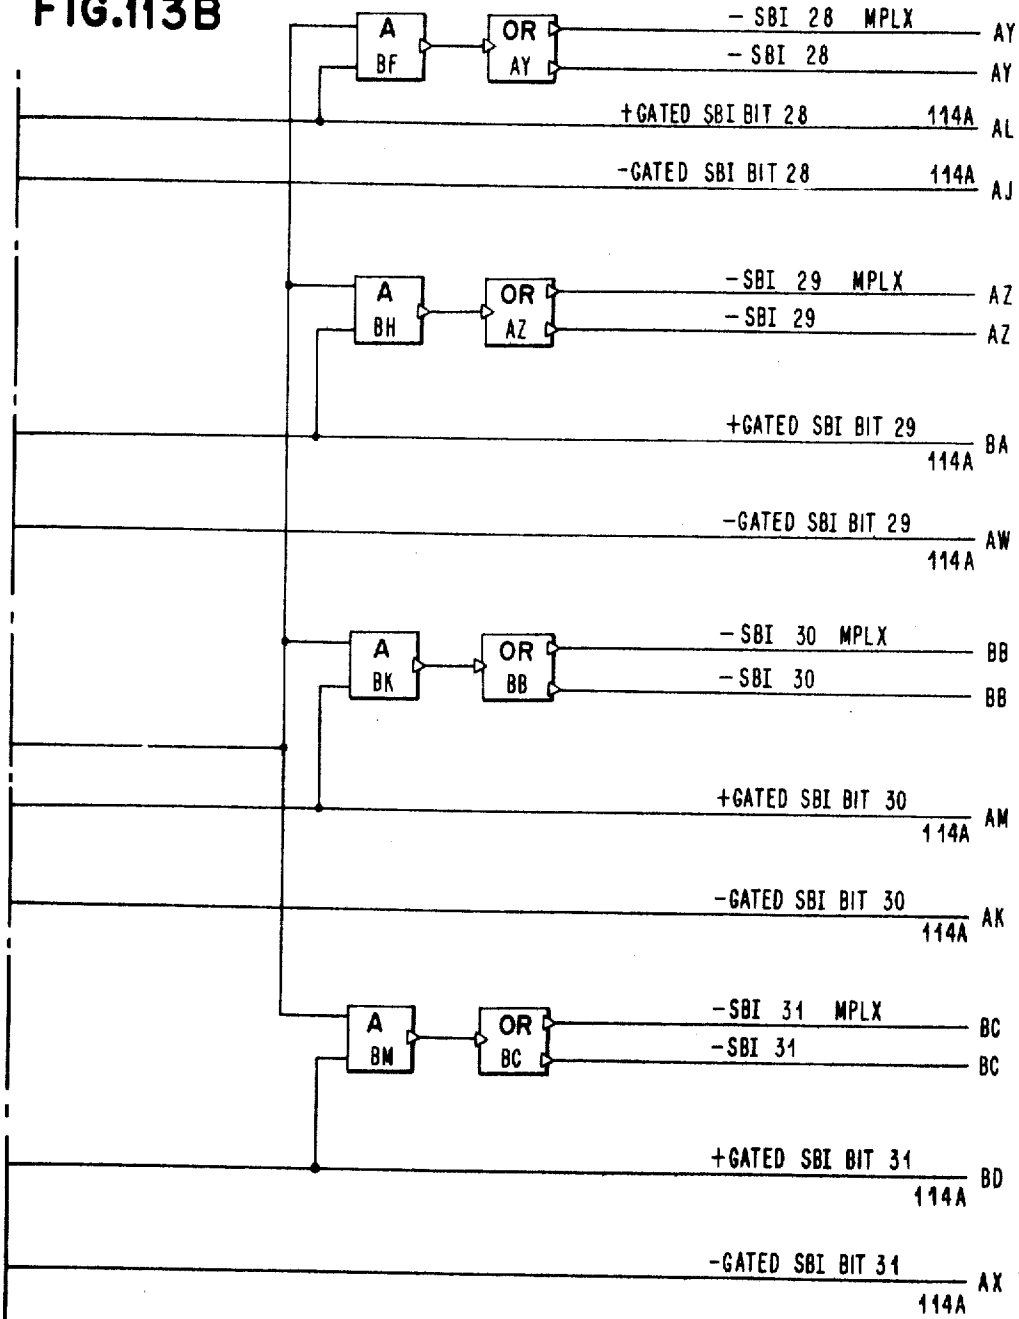 FIG.113B
A
BF
OR
AY
- SBI 28 MPLX AY
- SBI 28 AY
+GATED SBI BIT 28 114A AL
-GATED SBI BIT 28 114A AJ
A
BH
OR
AZ
-SBI 29 MPLX AZ
-SBI 29 AZ
+GATED SBI BIT 29 BA
114A
-GATED SBI BIT 29 AW
114A
A
BK
OR
BB
-SBI 30 MPLX BB
-SBI 30 BB
+GATED SBI BIT 30 AM
114A
-GATED SBI BIT 30 AK
114A
A
BM
OR
BC
-SBI 31 MPLX BC
-SBI 31 BC
+GATED SBI BIT 31 BD
114A
-GATED SBI BIT 31 AX
114A